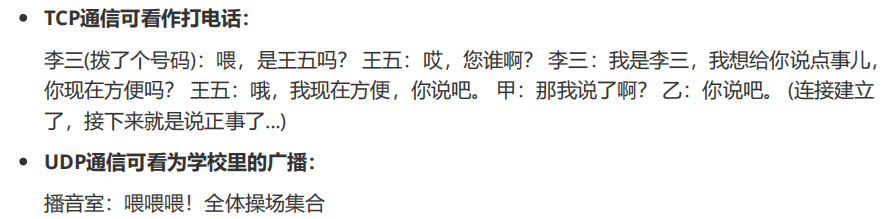 • TCP通信可看作打电话：
李三(拨了个号码)：喂，是王五吗？ 王五：哎，您谁啊？ 李三：我是李三，我想给你说点事儿，
你现在方便吗？ 王五：哦，我现在方便，你说吧。 甲：那我说了啊？ 乙：你说吧。 (连接建立
了，接下来就是说正事了...)
• UDP通信可看为学校里的广播：
播音室：喂喂喂！全体操场集合